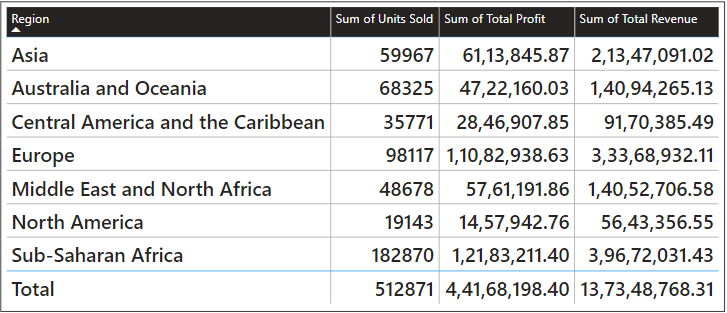 Region Sum of Units Sold Sum of Total Profit Sum of Total Revenue
Asia 59967 61,13,845.87 2,13,47,091.02
Australia and Oceania 68325 47,22,160.03 1,40,94,265.13
Central America and the Caribbean 35771 28,46,907.85 91,70,385.49
Europe 98117 1,10,82,938.63 3,33,68,932.11
Middle East and North Africa 48678 57,61,191.86 1,40,52,706.58
North America 19143 14,57,942.76 56,43,356.55
Sub-Saharan Africa 182870 1,21,83,211.40 3,96,72,031.43
Total 512871 4,41,68,198.40 13,73,48,768.31